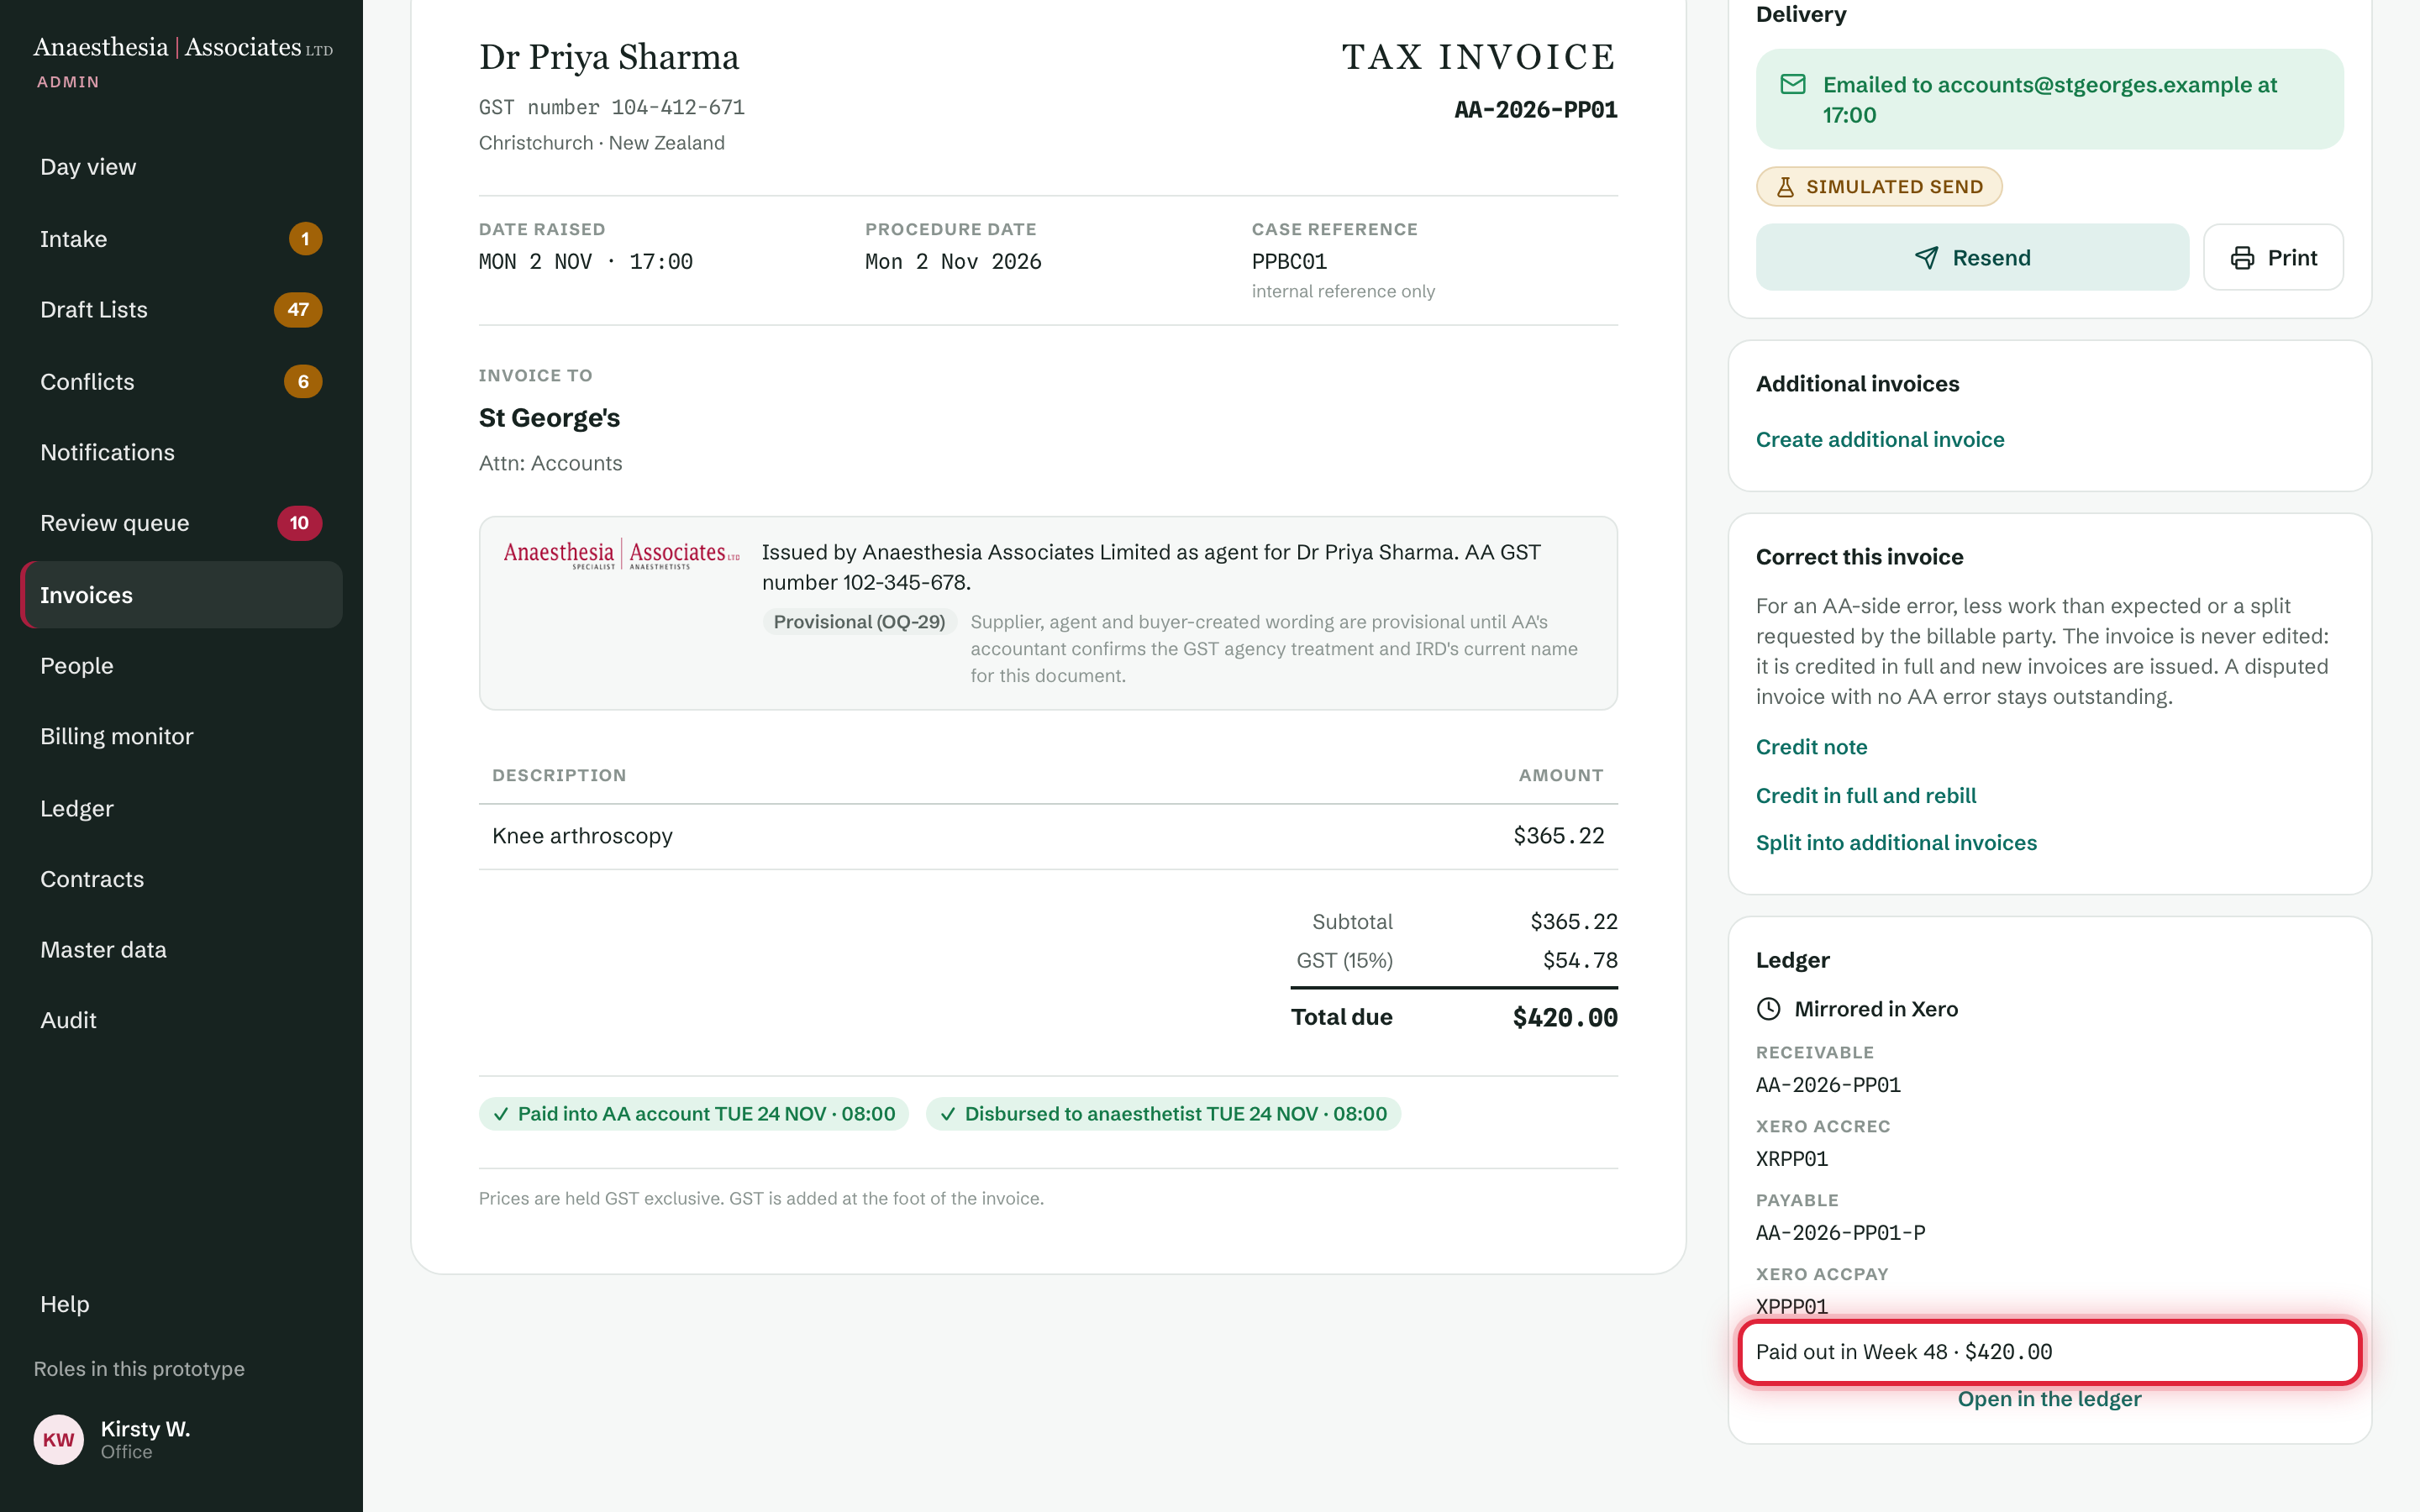 Anaesthesia | Associates LTD
ADMIN
Day view
Intake 1
Draft Lists 47
Conflicts 6
Notifications
Review queue 10
Invoices
People
Billing monitor
Ledger
Contracts
Master data
Audit
Help
Roles in this prototype
KW
Kirsty W.
Office
Dr Priya Sharma
TAX INVOICE
GST number 104-412-671
AA-2026-PP01
Christchurch · New Zealand
DATE RAISED
MON 2 NOV · 17:00
PROCEDURE DATE
Mon 2 Nov 2026
CASE REFERENCE
PPBC01
internal reference only
INVOICE TO
St George's
Attn: Accounts
Anaesthesia | Associates LTD
SPECIALIST ANAESTHETISTS
Issued by Anaesthesia Associates Limited as agent for Dr Priya Sharma. AA GST
number 102-345-678.
Provisional (OQ-29)
Supplier, agent and buyer-created wording are provisional until AA's
accountant confirms the GST agency treatment and IRD's current name
for this document.
DESCRIPTION AMOUNT
Knee arthroscopy $365.22
Subtotal $365.22
GST (15%) $54.78
Total due $420.00
Paid into AA account TUE 24 NOV · 08:00
Disbursed to anaesthetist TUE 24 NOV · 08:00
Prices are held GST exclusive. GST is added at the foot of the invoice.
Delivery
Emailed to accounts@stgeorges.example at
17:00
SIMULATED SEND
Resend
Print
Additional invoices
Create additional invoice
Correct this invoice
For an AA-side error, less work than expected or a split
requested by the billable party. The invoice is never edited:
it is credited in full and new invoices are issued. A disputed
invoice with no AA error stays outstanding.
Credit note
Credit in full and rebill
Split into additional invoices
Ledger
Mirrored in Xero
RECEIVABLE
AA-2026-PP01
XERO ACCREC
XRPP01
PAYABLE
AA-2026-PP01-P
XERO ACCPAY
XPPP01
Paid out in Week 48 · $420.00
Open in the ledger